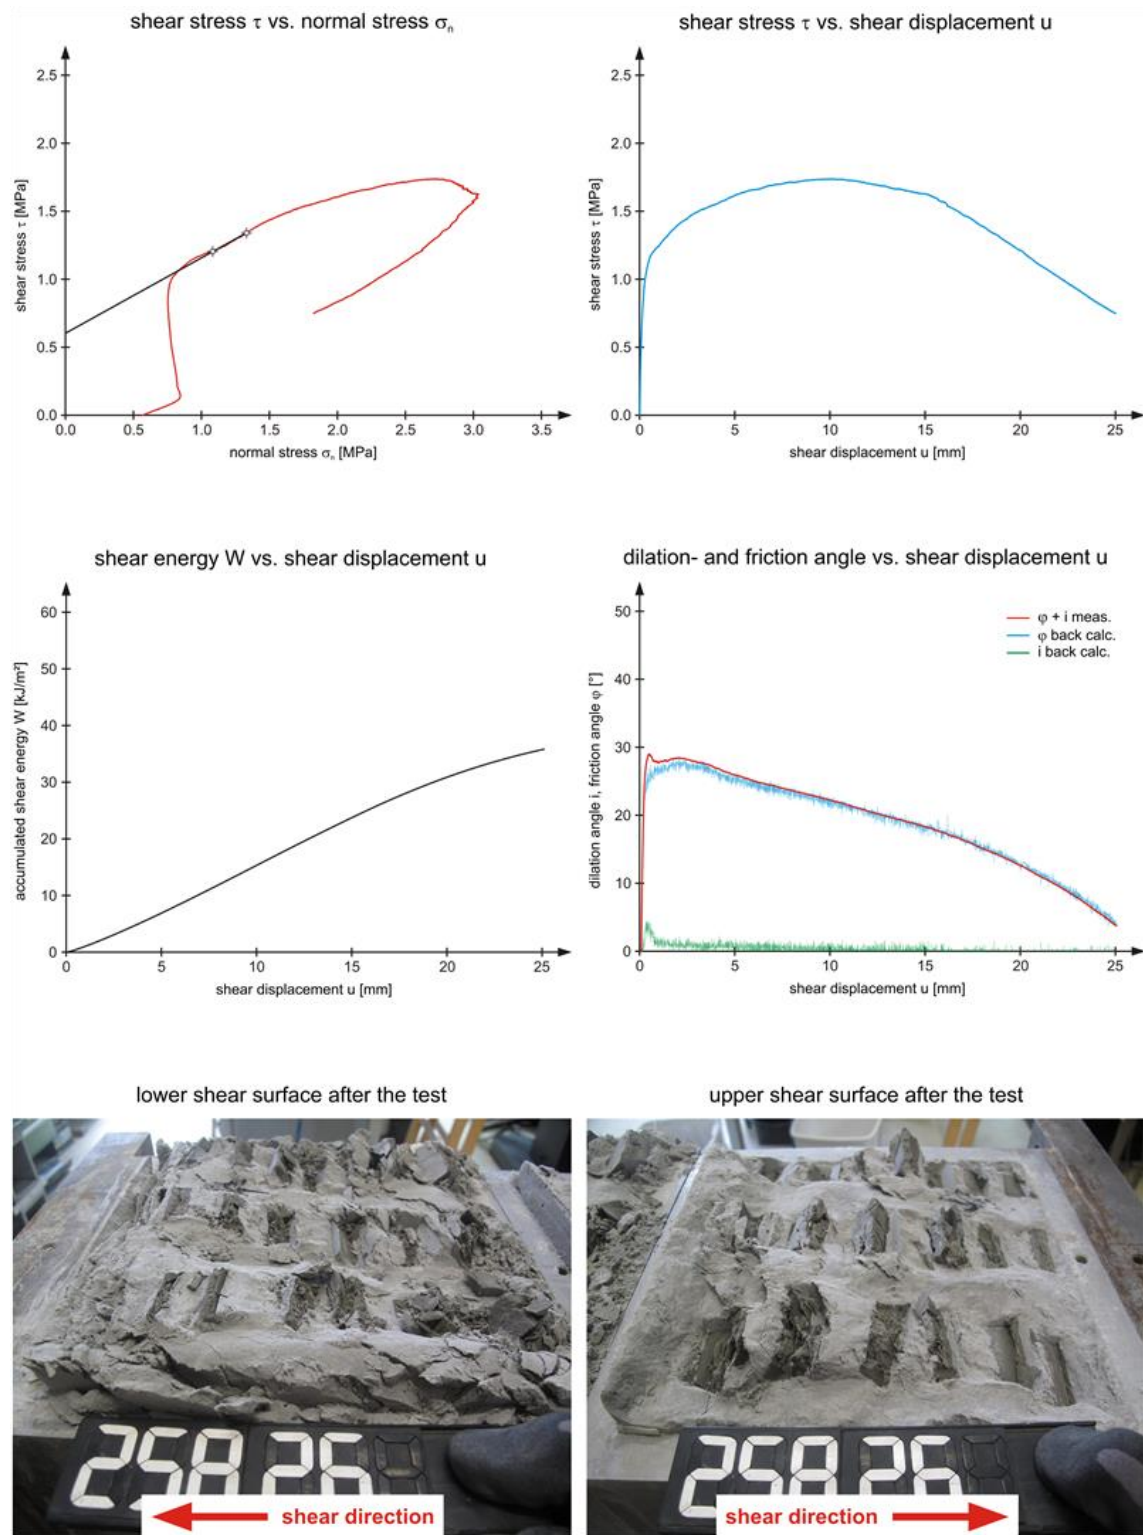 shear stress τ vs. normal stress σn
shear stress τ [MPa]
2.5
2.0
1.5
1.0
0.5
0.0
0.0 0.5 1.0 1.5 2.0 2.5 3.0 3.5
normal stress σn [MPa]
shear stress τ vs. shear displacement u
shear stress τ [MPa]
2.5
2.0
1.5
1.0
0.5
0.0
0 5 10 15 20 25
shear displacement u [mm]
shear energy W vs. shear displacement u
accumulated shear energy W [kJ/m²]
60
50
40
30
20
10
0
0 5 10 15 20 25
shear displacement u [mm]
dilation- and friction angle vs. shear displacement u
dilation angle i, friction angle φ [°]
50
40
30
20
10
0
φ + i meas.
φ back calc.
i back calc.
0 5 10 15 20 25
shear displacement u [mm]
lower shear surface after the test
258 26
shear direction
upper shear surface after the test
258 26
shear direction